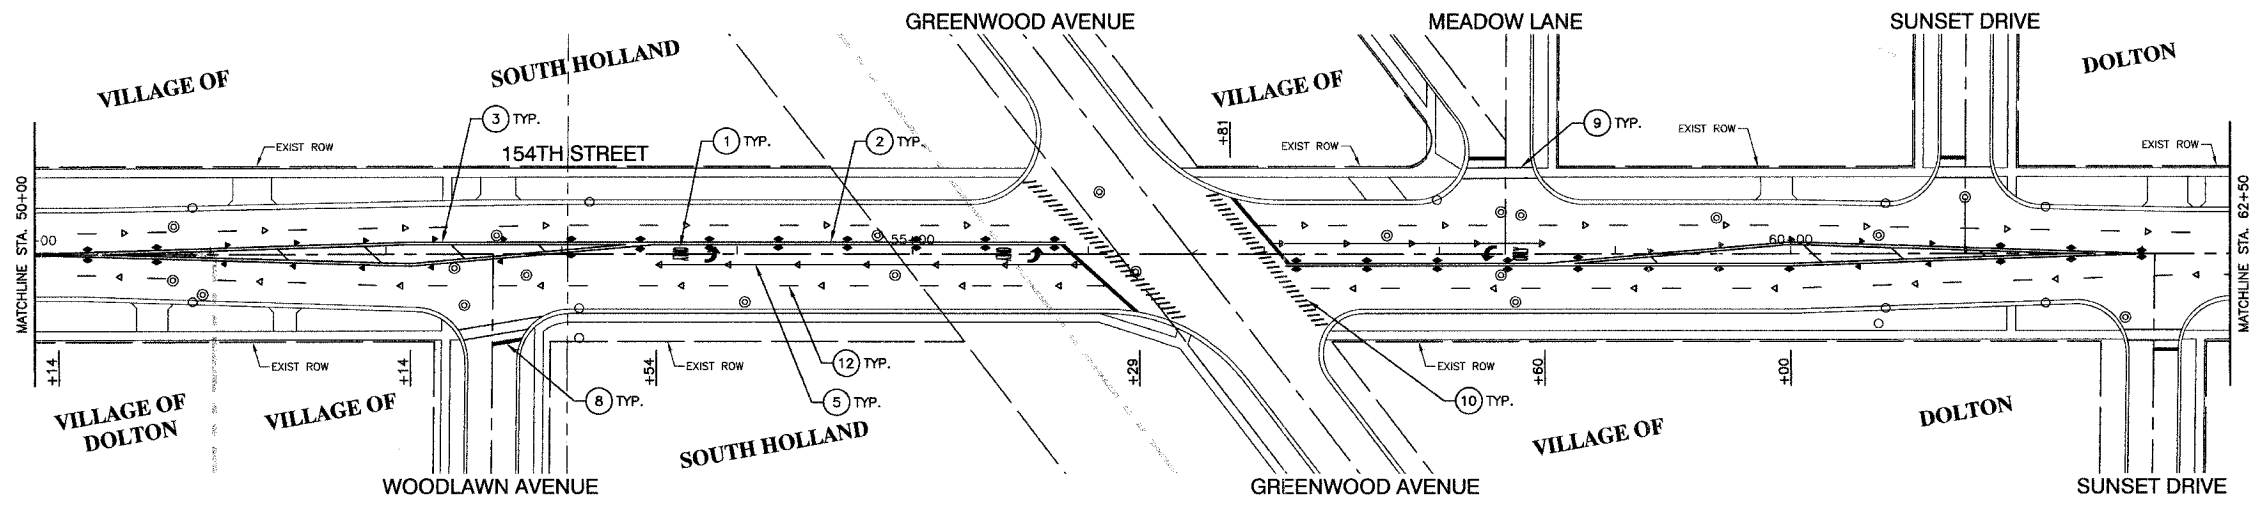 GREENWOOD AVENUE
MEADOW LANE
SUNSET DRIVE
VILLAGE OF
SOUTH HOLLAND
VILLAGE OF
DOLTON
3 TYP.
1 TYP.
2 TYP.
+81
9 TYP.
EXIST ROW
154TH STREET
EXIST ROW
EXIST ROW
EXIST ROW
MATCHLINE STA. 50+00
MATCHLINE STA. 62+50
00
55+00
60+00
+14
+14
EXIST ROW
+54
EXIST ROW
12 TYP.
+29
EXIST ROW
+60
+00
8 TYP.
5 TYP.
10 TYP.
VILLAGE OF
DOLTON
VILLAGE OF
SOUTH HOLLAND
VILLAGE OF
DOLTON
WOODLAWN AVENUE
GREENWOOD AVENUE
SUNSET DRIVE